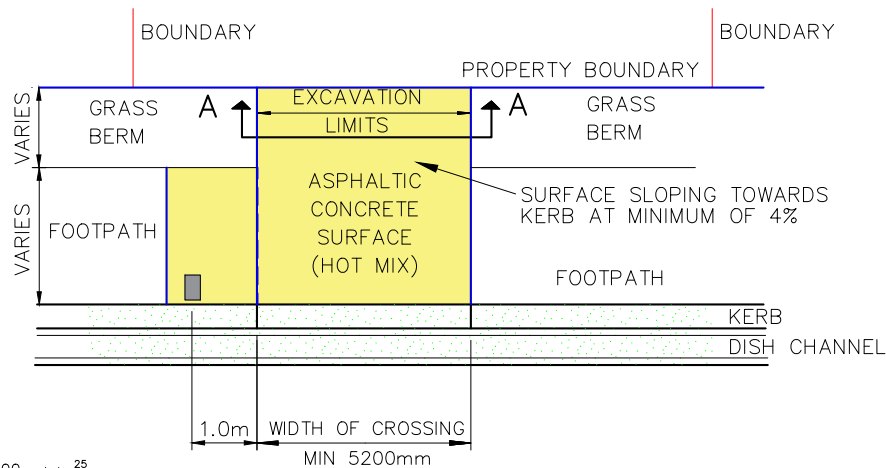 BOUNDARY
BOUNDARY
PROPERTY BOUNDARY
VARIES
GRASS
BERM
A
EXCAVATION
LIMITS
A
GRASS
BERM
VARIES
FOOTPATH
ASPHALTIC
CONCRETE
SURFACE
(HOT MIX)
SURFACE SLOPING TOWARDS
KERB AT MINIMUM OF 4%
FOOTPATH
KERB
DISH CHANNEL
1.0m
WIDTH OF CROSSING
MIN 5200mm
25